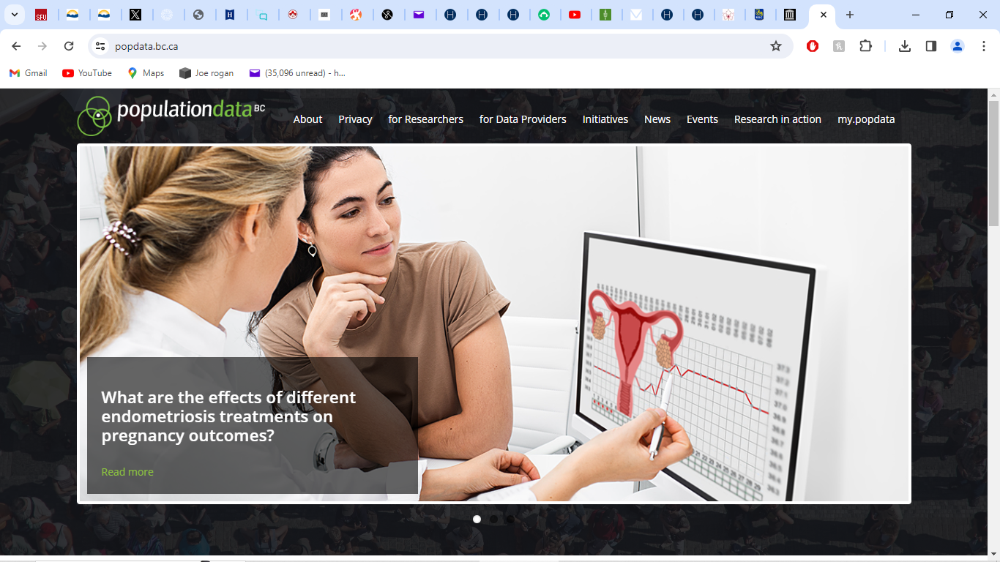 SFU
popdata.bc.ca
Gmail
YouTube
Maps
Joe rogan
(35,096 unread) - h...
populationdata BC
About
Privacy
for Researchers
for Data Providers
Initiatives
News
Events
Research in action
my.popdata
What are the effects of different
endometriosis treatments on
pregnancy outcomes?
Read more